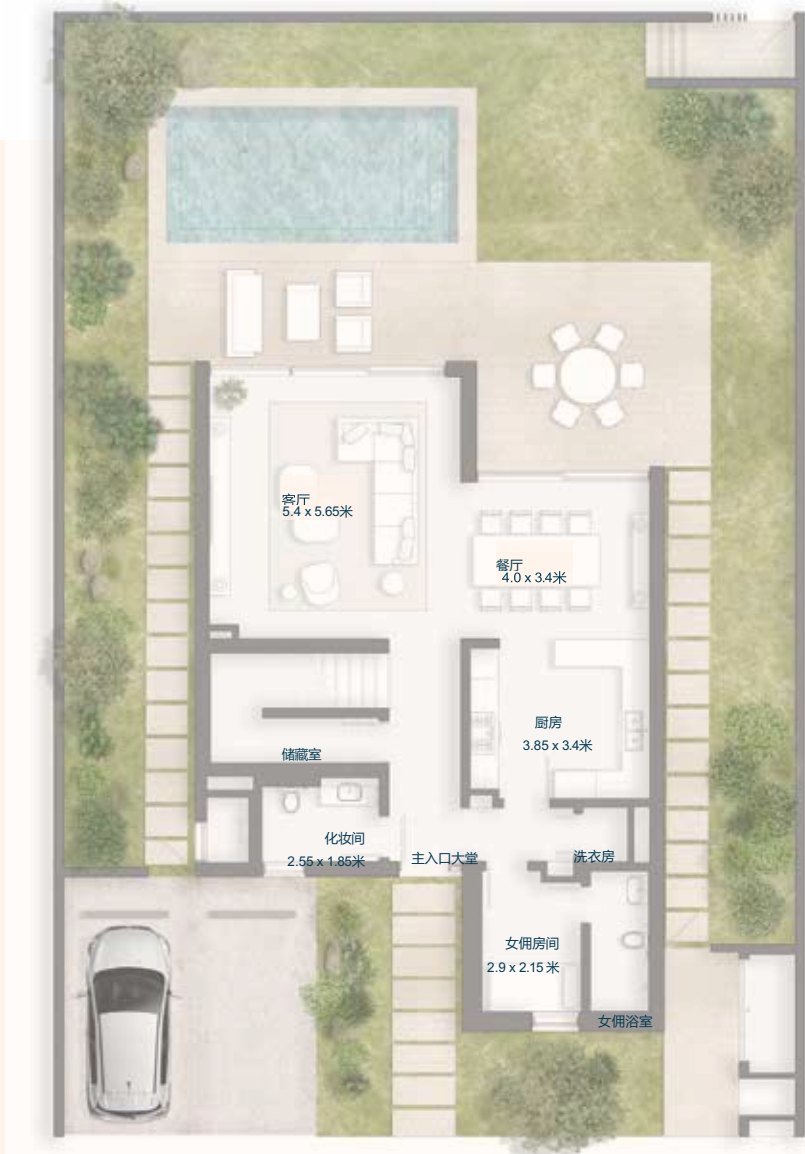 客厅
5.4 x 5.65米
餐厅
4.0 x 3.4米
厨房
3.85 x 3.4米
储藏室
化妆间
2.55 x 1.85米
主入口大堂
洗衣房
女佣房间
2.9 x 2.15 米
女佣浴室